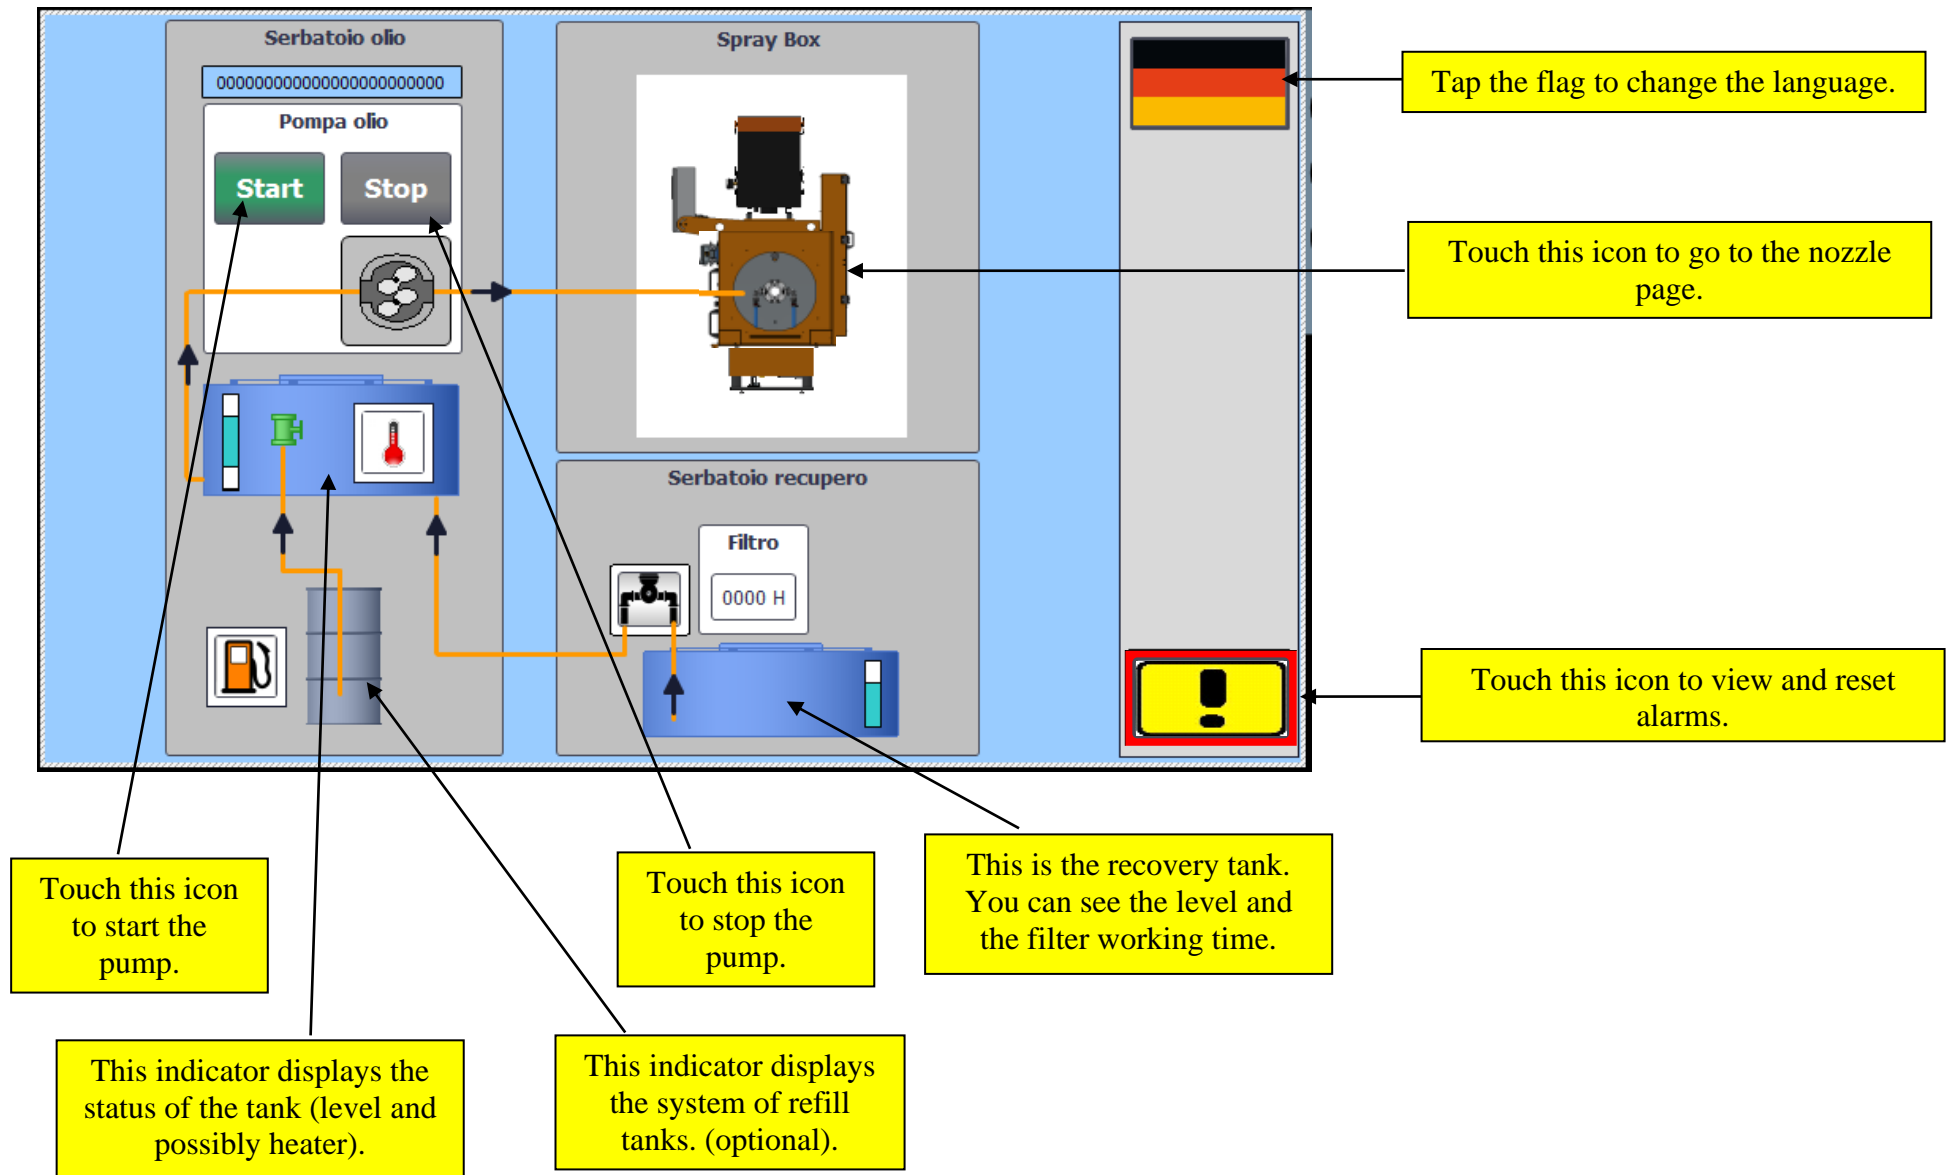 Serbatoio olio
000000000000000000000000
Pompa olio
Start
Stop
Spray Box
Serbatoio recupero
Filtro
0000 H
Tap the flag to change the language.
Touch this icon to go to the nozzle
page.
Touch this icon to view and reset
alarms.
Touch this icon
to start the
pump.
Touch this icon
to stop the
pump.
This is the recovery tank.
You can see the level and
the filter working time.
This indicator displays the
status of the tank (level and
possibly heater).
This indicator displays
the system of refill
tanks. (optional).